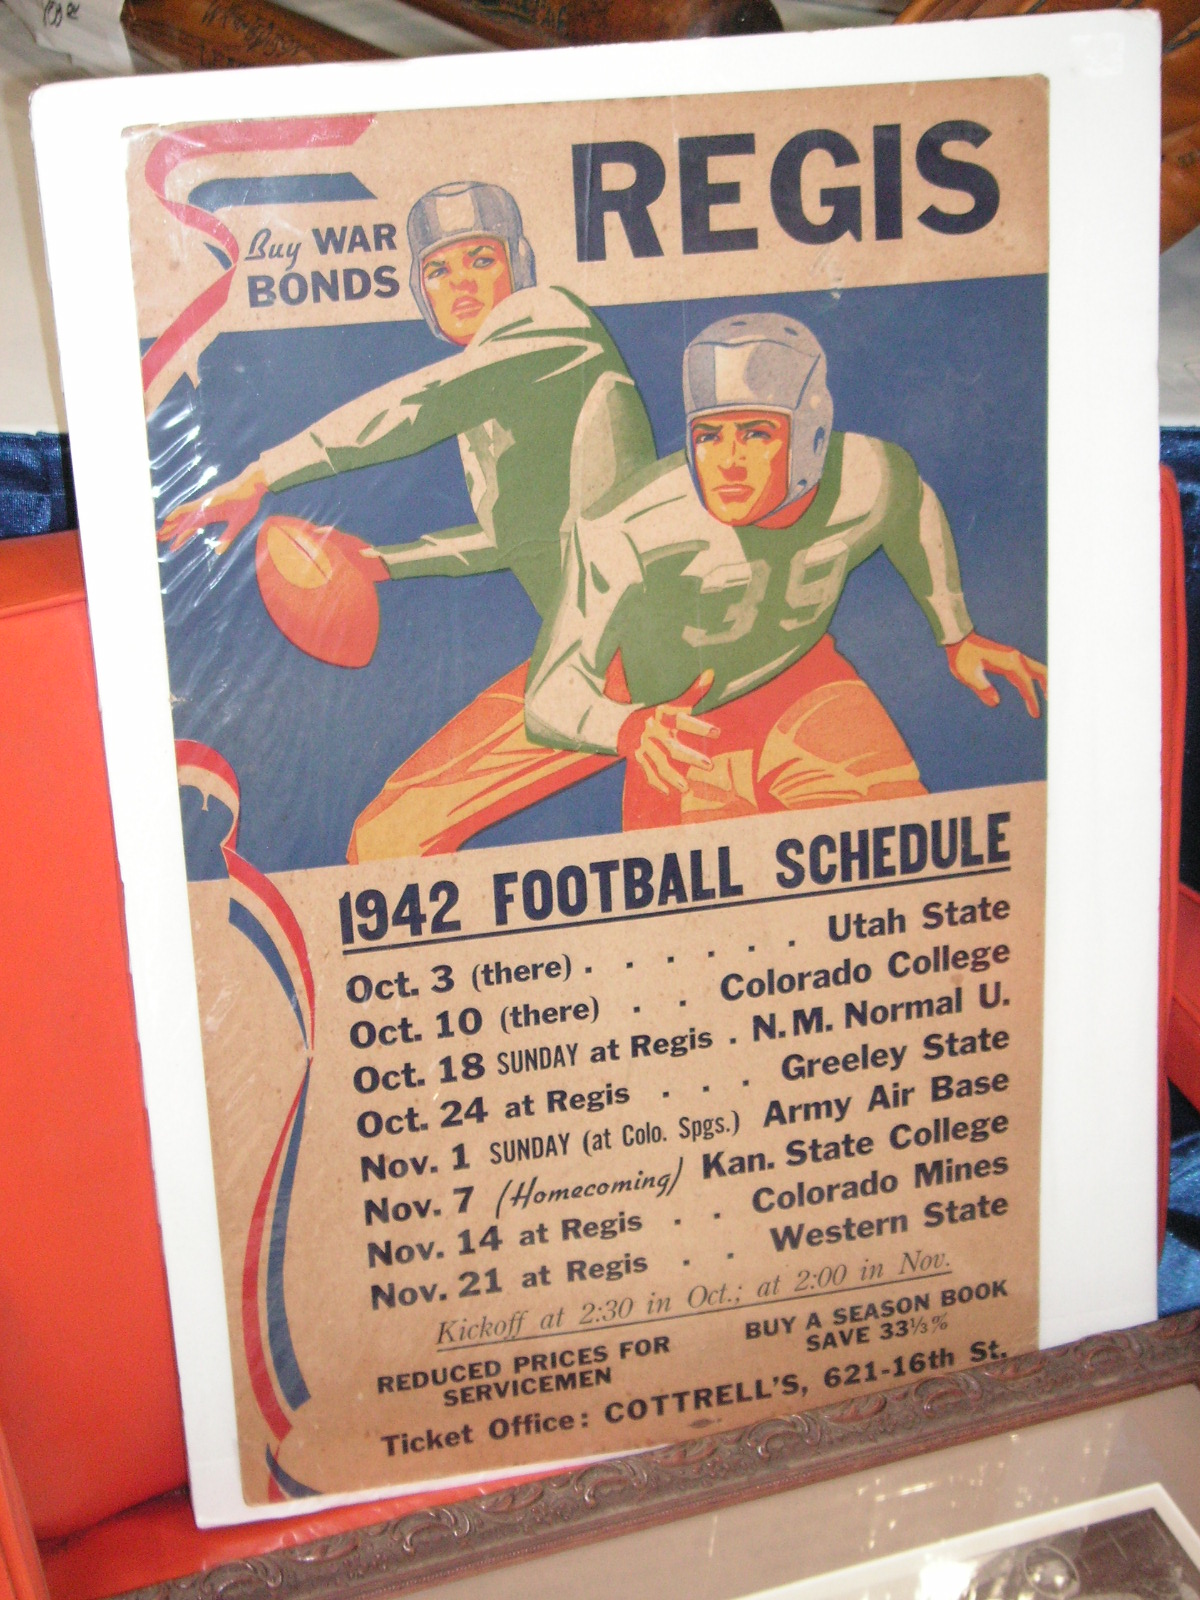 REGIS
Buy WAR
BONDS
39
1942 FOOTBALL SCHEDULE
Oct. 3 (there) . . . . . . Utah State
Oct. 10 (there) . . Colorado College
Oct. 18 SUNDAY at Regis . N.M. Normal U.
Oct. 24 at Regis . . . Greeley State
Nov. 1 SUNDAY (at Colo. Spgs.) Army Air Base
Nov. 7 (Homecoming) Kan. State College
Nov. 14 at Regis . . Colorado Mines
Nov. 21 at Regis . . Western State
Kickoff at 2:30 in Oct.; at 2:00 in Nov.
REDUCED PRICES FOR
SERVICEMEN
BUY A SEASON BOOK
SAVE 33⅓%
Ticket Office: COTTRELL'S, 621-16th St.